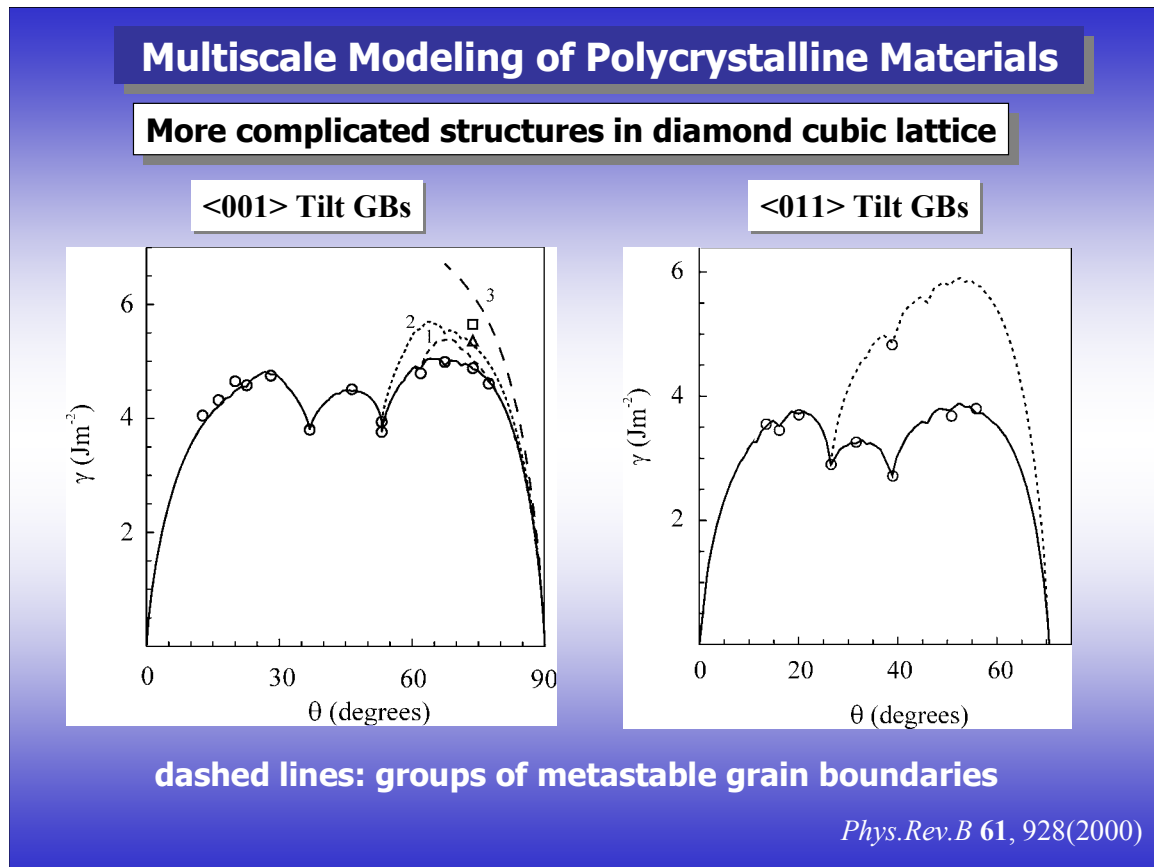 Multiscale Modeling of Polycrystalline Materials
More complicated structures in diamond cubic lattice
<001> Tilt GBs
<011> Tilt GBs
6
4
2
γ (Jm⁻²)
3
2
1
0
30
60
90
θ (degrees)
6
4
2
γ (Jm⁻²)
0
20
40
60
θ (degrees)
dashed lines: groups of metastable grain boundaries
Phys.Rev.B 61, 928(2000)